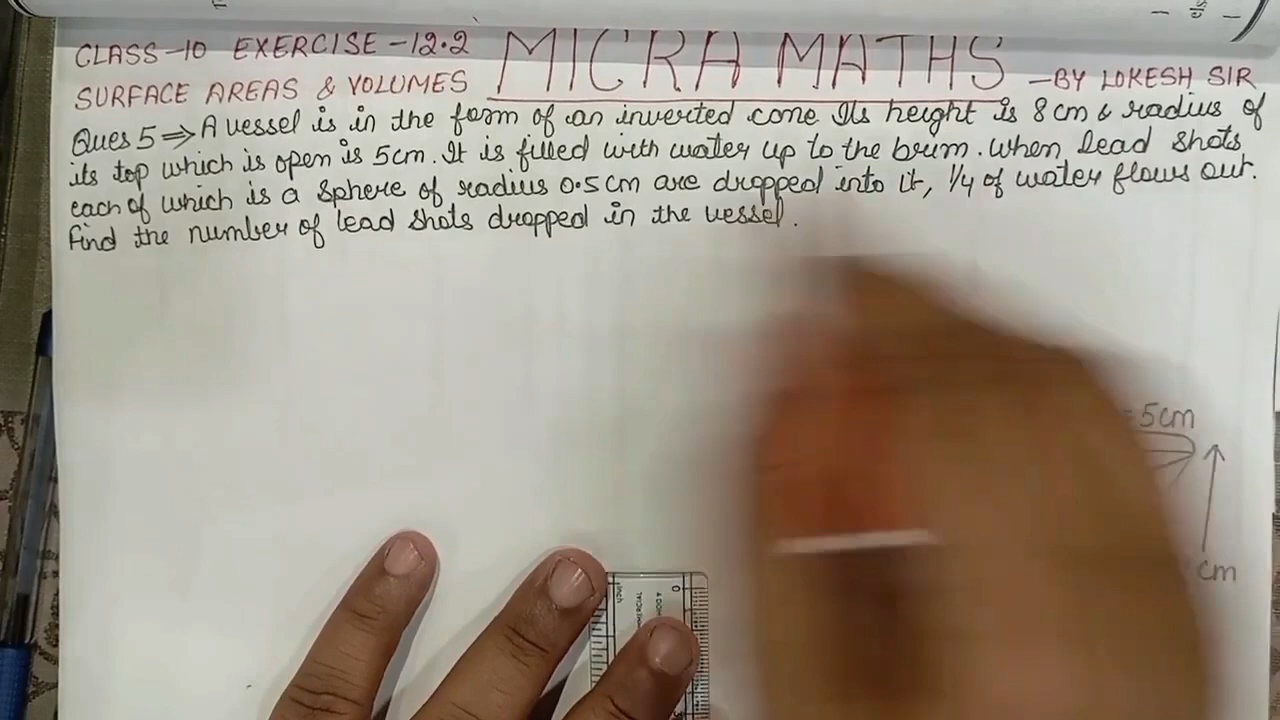 CLASS-10 EXERCISE-12.2 MICRA MATHS
SURFACE AREAS & VOLUMES -BY LOKESH SIR
Ques 5⇒ A vessel is in the form of an inverted cone Its height is 8cm & radius of
its top which is open is 5cm. It is filled with water up to the brim. When lead shots
each of which is a sphere of radius 0.5cm are dropped into it, 1/4 of water flows out.
Find the number of lead shots dropped in the vessel.
5cm
cm
inch
0